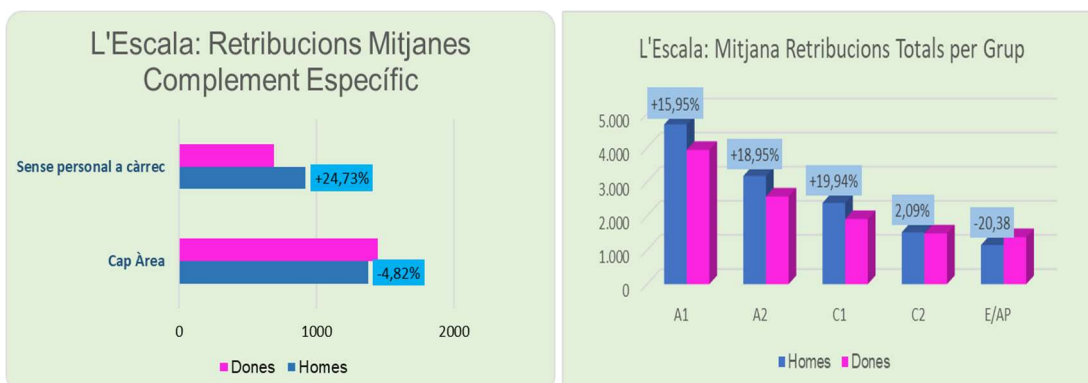 L'Escala: Retribucions Mitjanes
Complement Específic
Sense personal a càrrec
+24,73%
Cap Àrea
-4,82%
0 1000 2000
Dones Homes
L'Escala: Mitjana Retribucions Totals per Grup
+15,95%
+18,95%
+19,94%
2,09%
-20,38
5.000
4.000
3.000
2.000
1.000
0
A1 A2 C1 C2 E/AP
Homes Dones